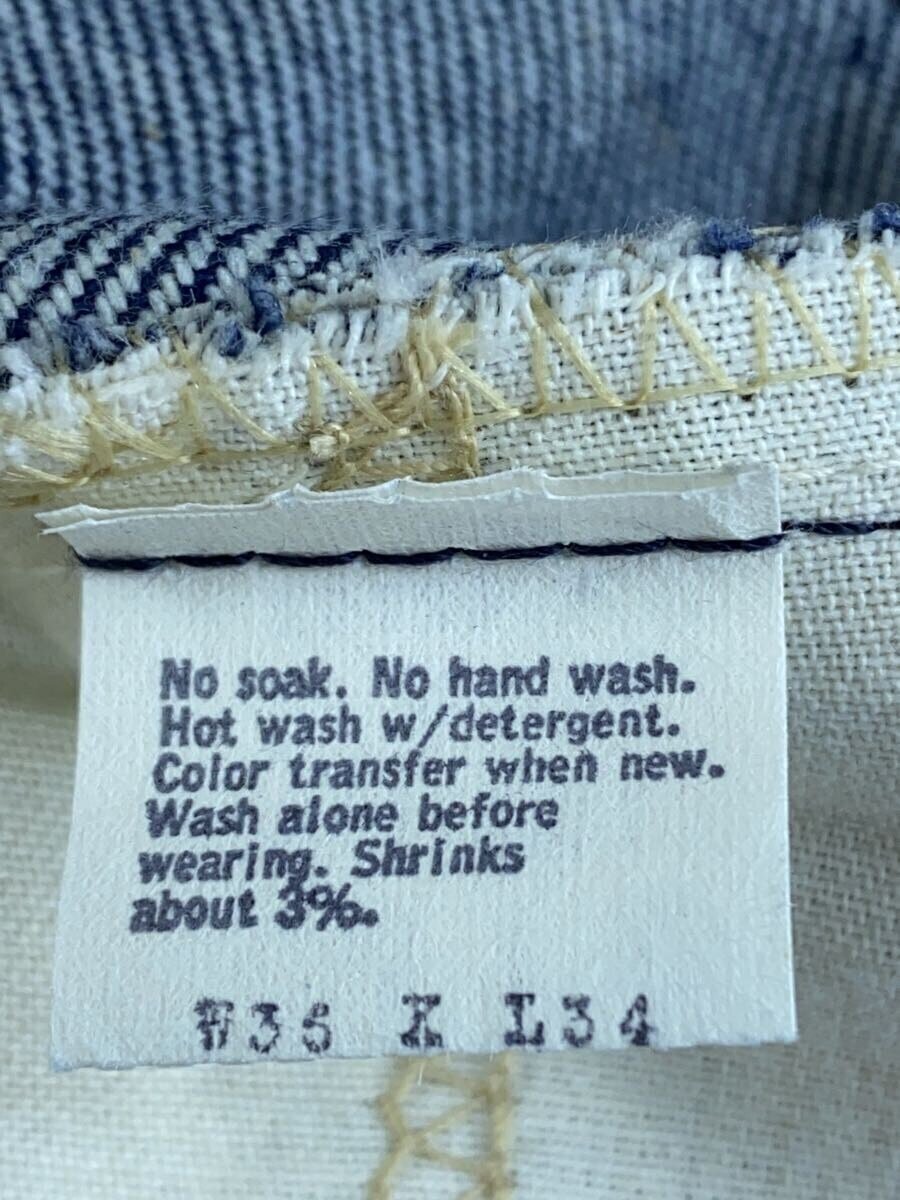 No soak. No hand wash.
Hot wash w/detergent.
Color transfer when new.
Wash alone before
wearing. Shrinks
about 3%.
W36 X L34